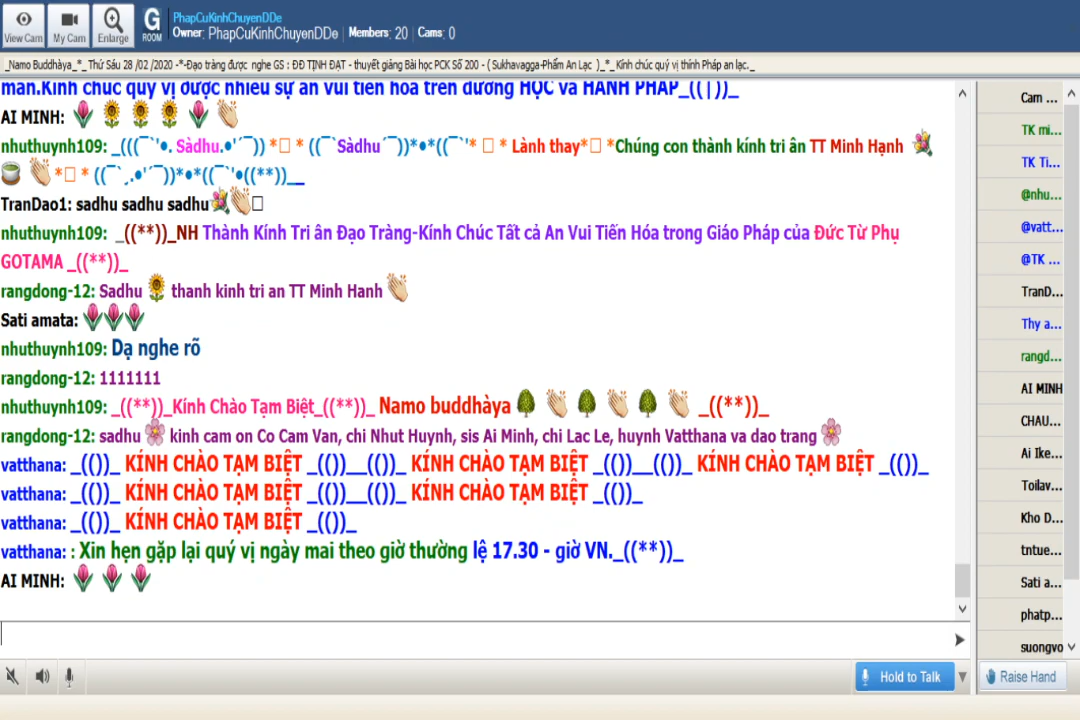 PhapCuKinhChuyenDDe
View Cam My Cam Enlarge G ROOM Owner: PhapCuKinhChuyenDDe Members: 20 Cams: 0
_Namo Buddhàya_*_ Thứ Sáu 28 /02 /2020 -*-Đạo tràng được nghe GS : ĐĐ TỊNH ĐẠT - thuyết giảng Bài học PCK Số 200 - ( Sukhavagga-Phẩm An Lạc )_*_ Kính chúc quý vị thính Pháp an lạc._
mãn.Kính chúc quý vị được nhiều sự an vui tiến hóa trên đường HỌC và HÀNH PHÁP_((|))_
AI MINH:
nhuthuynh109: _(((¯`'•. Sàdhu.•'´¯)) *▯ * ((¯`Sàdhu´¯))*•*((¯`'* ▯ * Lành thay*▯ *Chúng con thành kính tri ân TT Minh Hạnh
*▯ * ((¯`¸.•'´¯))*•*((¯`'•((**))__
TranDao1: sadhu sadhu sadhu▯
nhuthuynh109: _((**))_NH Thành Kính Tri ân Đạo Tràng-Kính Chúc Tất cả An Vui Tiến Hóa trong Giáo Pháp của Đức Từ Phụ
GOTAMA _((**))_
rangdong-12: Sadhu thanh kinh tri an TT Minh Hanh
Sati amata:
nhuthuynh109: Dạ nghe rõ
rangdong-12: 1111111
nhuthuynh109: _((**))_Kính Chào Tạm Biệt_((**))_ Namo buddhàya _((**))_
rangdong-12: sadhu kinh cam on Co Cam Van, chi Nhut Huynh, sis Ai Minh, chi Lac Le, huynh Vatthana va dao trang
vatthana: _(())_ KÍNH CHÀO TẠM BIỆT _(())__(())_ KÍNH CHÀO TẠM BIỆT _(())__(())_ KÍNH CHÀO TẠM BIỆT _(())_
vatthana: _(())_ KÍNH CHÀO TẠM BIỆT _(())__(())_ KÍNH CHÀO TẠM BIỆT _(())_
vatthana: _(())_ KÍNH CHÀO TẠM BIỆT _(())_
vatthana: : Xin hẹn gặp lại quý vị ngày mai theo giờ thường lệ 17.30 - giờ VN._((**))_
AI MINH:
Cam ...
TK mi...
TK Ti...
@nhu...
@vatt...
@TK ...
TranD...
Thy a...
rangd...
AI MINH
CHAU...
Ai Ike...
Toilav...
Kho D...
tntue...
Sati a...
phatp...
suongvo
Hold to Talk
Raise Hand